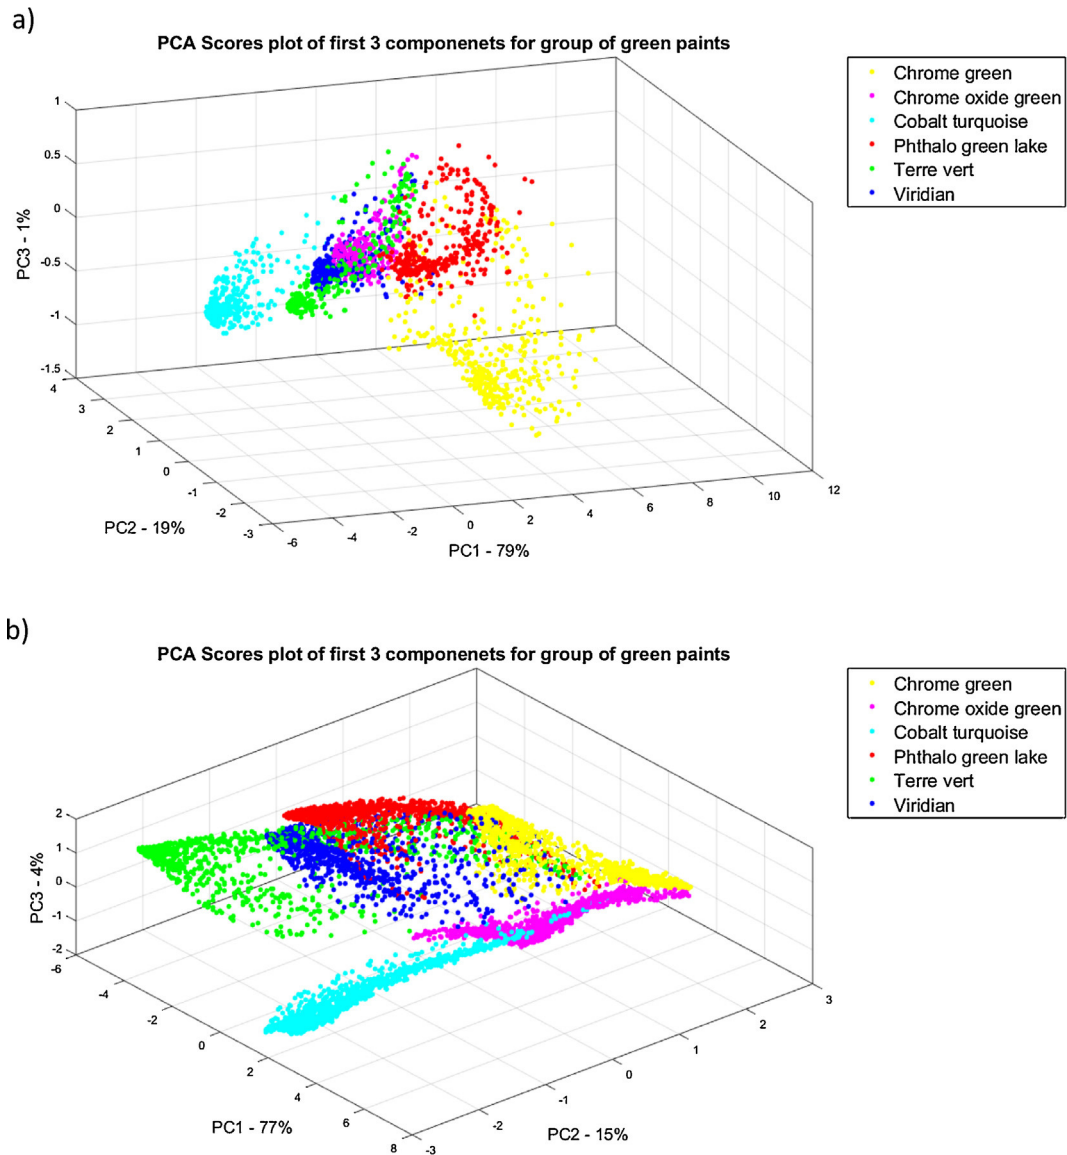 a)
PCA Scores plot of first 3 componenets for group of green paints
Chrome green
Chrome oxide green
Cobalt turquoise
Phthalo green lake
Terre vert
Viridian
1
0.5
0
-0.5
-1
-1.5
PC3 - 1%
4
3
2
1
0
-1
-2
-3
PC2 - 19%
-6
-4
-2
0
2
4
6
8
10
12
PC1 - 79%
b)
PCA Scores plot of first 3 componenets for group of green paints
Chrome green
Chrome oxide green
Cobalt turquoise
Phthalo green lake
Terre vert
Viridian
2
1
0
-1
-2
PC3 - 4%
-6
-4
-2
0
2
4
6
8
PC1 - 77%
-3
-2
-1
0
1
2
3
PC2 - 15%